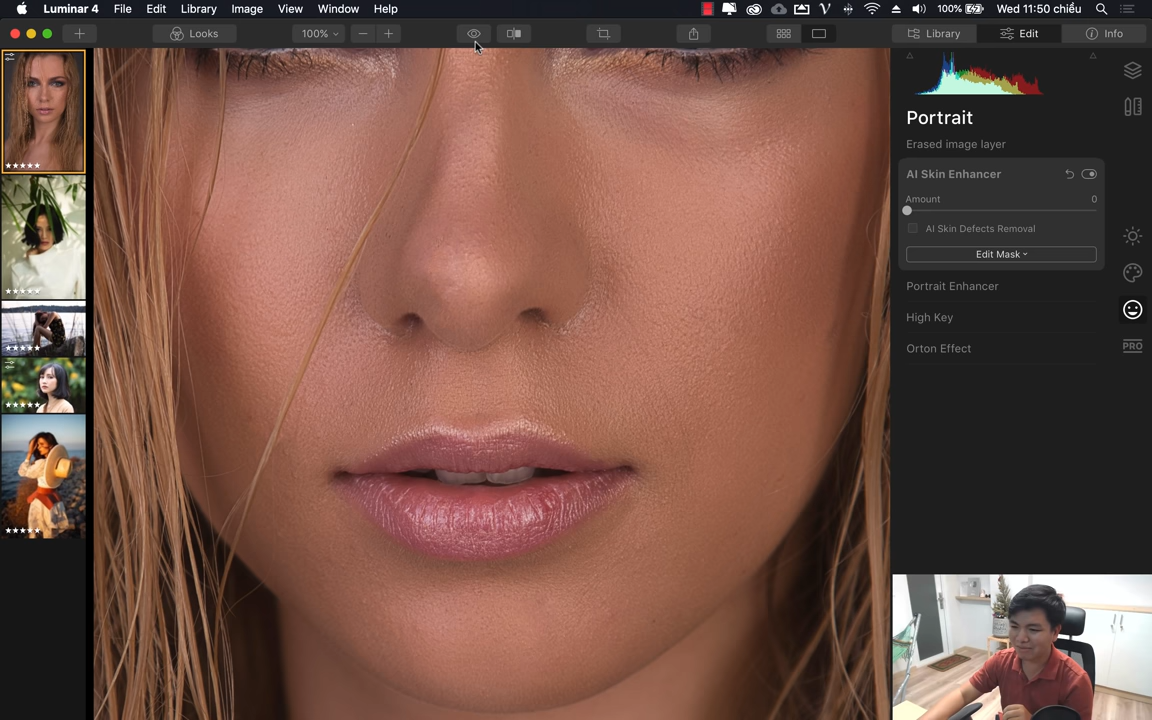 Luminar 4 File Edit Library Image View Window Help
100% Wed 11:50 chiều
Looks 100% Library Edit Info
Portrait
Erased image layer
AI Skin Enhancer
Amount 0
AI Skin Defects Removal
Edit Mask
Portrait Enhancer
High Key
Orton Effect
PRO